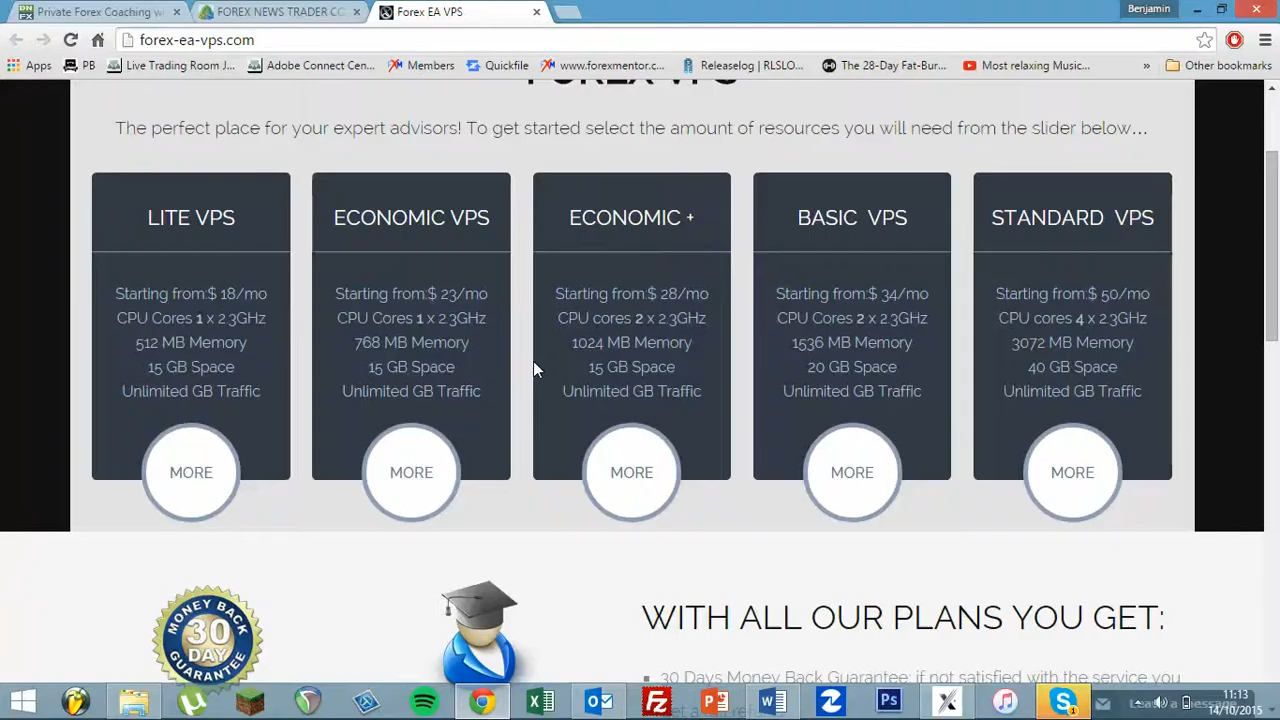 Private Forex Coaching w
FOREX NEWS TRADER CC
Forex EA VPS
Benjamin
forex-ea-vps.com
Apps
PB
Live Trading Room J...
Adobe Connect Cen...
Members
Quickfile
www.forexmentor.c...
Releaselog | RLSLO...
The 28-Day Fat-Bur...
Most relaxing Music...
»
Other bookmarks
FOREX VPS
The perfect place for your expert advisors! To get started select the amount of resources you will need from the slider below...
LITE VPS
Starting from:$ 18/mo
CPU Cores 1 x 2.3GHz
512 MB Memory
15 GB Space
Unlimited GB Traffic
MORE
ECONOMIC VPS
Starting from:$ 23/mo
CPU Cores 1 x 2.3GHz
768 MB Memory
15 GB Space
Unlimited GB Traffic
MORE
ECONOMIC +
Starting from:$ 28/mo
CPU cores 2 x 2.3GHz
1024 MB Memory
15 GB Space
Unlimited GB Traffic
MORE
BASIC VPS
Starting from:$ 34/mo
CPU Cores 2 x 2.3GHz
1536 MB Memory
20 GB Space
Unlimited GB Traffic
MORE
STANDARD VPS
Starting from:$ 50/mo
CPU cores 4 x 2.3GHz
3072 MB Memory
40 GB Space
Unlimited GB Traffic
MORE
MONEY BACK
30
DAY
GUARANTEE
WITH ALL OUR PLANS YOU GET:
30 Days Money Back Guarantee: if not satisfied with the service you
Leave a Message
11:13
14/10/2015